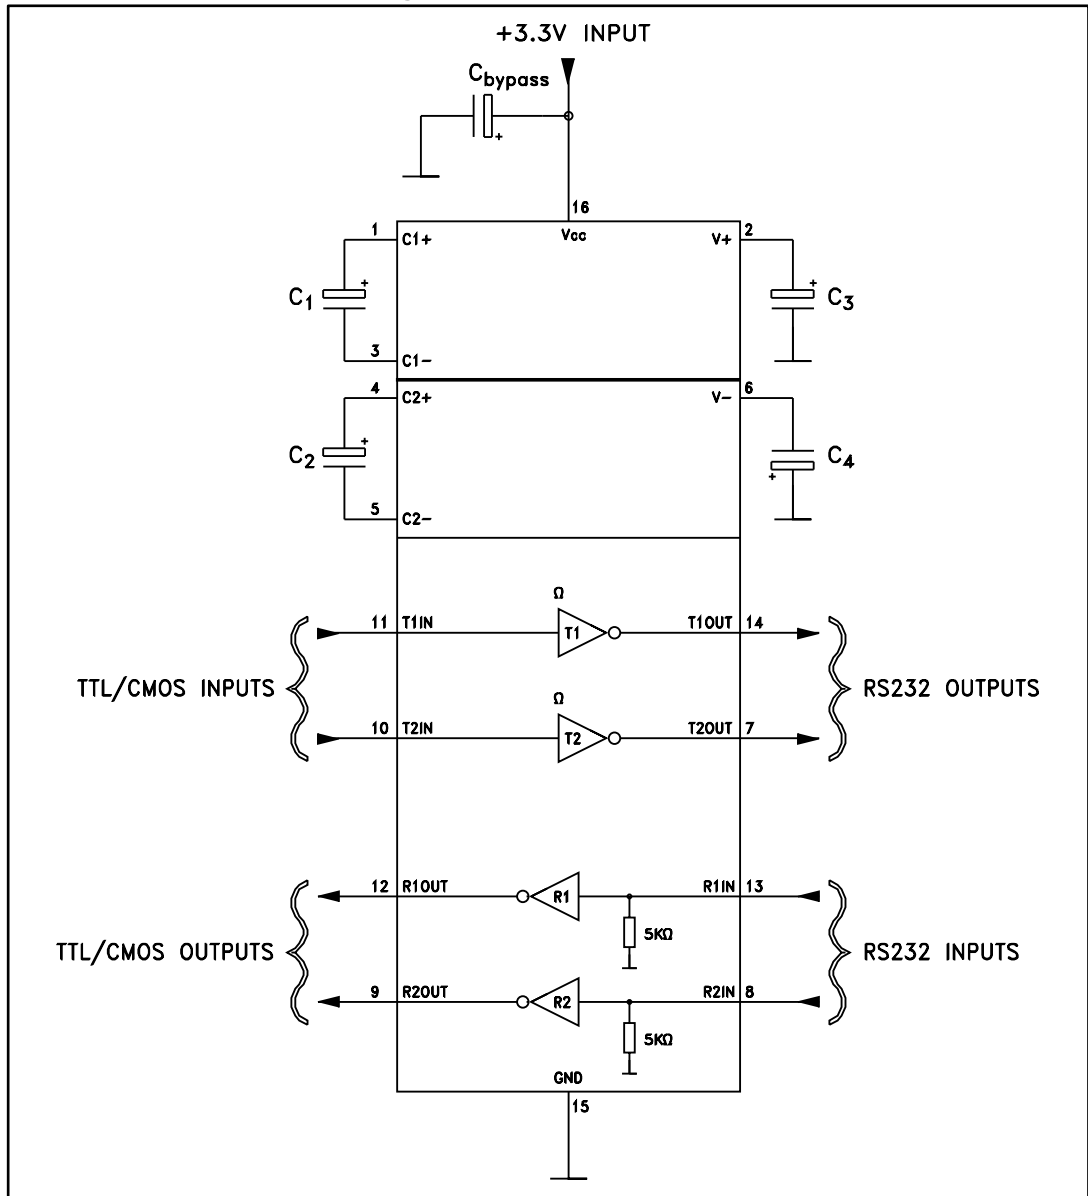 +3.3V INPUT
Cbypass
+
16
1 C1+ Vcc V+ 2
+ +
C1 C3
3 C1-
4 C2+ V- 6
+
C2 C4
+
5 C2-
Ω
11 T1IN T1 T1OUT 14
TTL/CMOS INPUTS RS232 OUTPUTS
Ω
10 T2IN T2 T2OUT 7
12 R1OUT R1 R1IN 13
5KΩ
TTL/CMOS OUTPUTS RS232 INPUTS
9 R2OUT R2 R2IN 8
5KΩ
GND
15